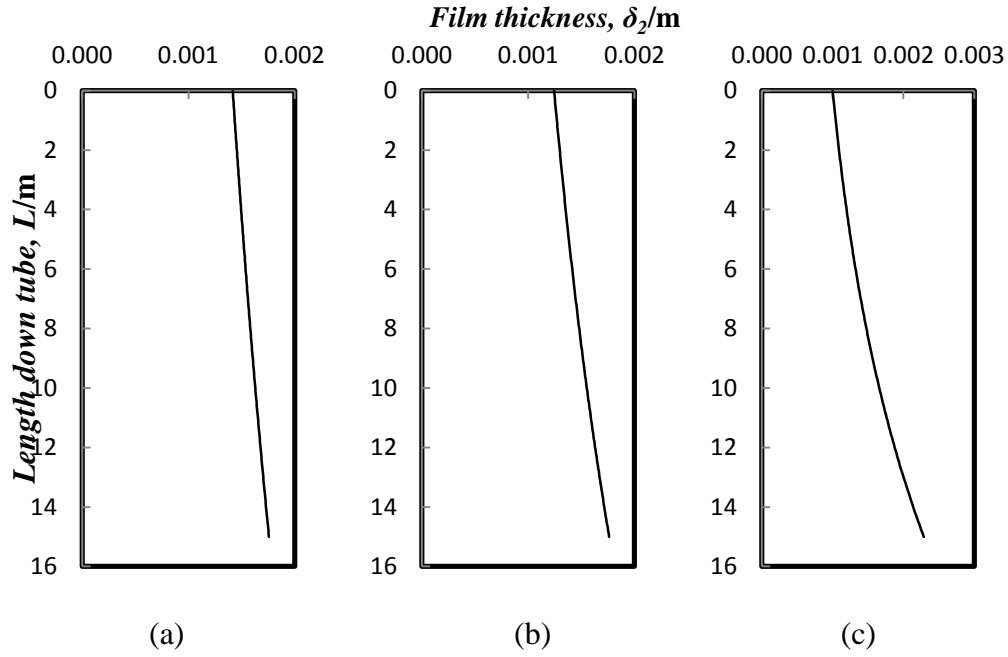 Film thickness, δ2/m
0.000 0.001 0.002 0.000 0.001 0.002 0.000 0.001 0.002 0.003
Length down tube, L/m
0 0 0
2 2 2
4 4 4
6 6 6
8 8 8
10 10 10
12 12 12
14 14 14
16 16 16
(a) (b) (c)